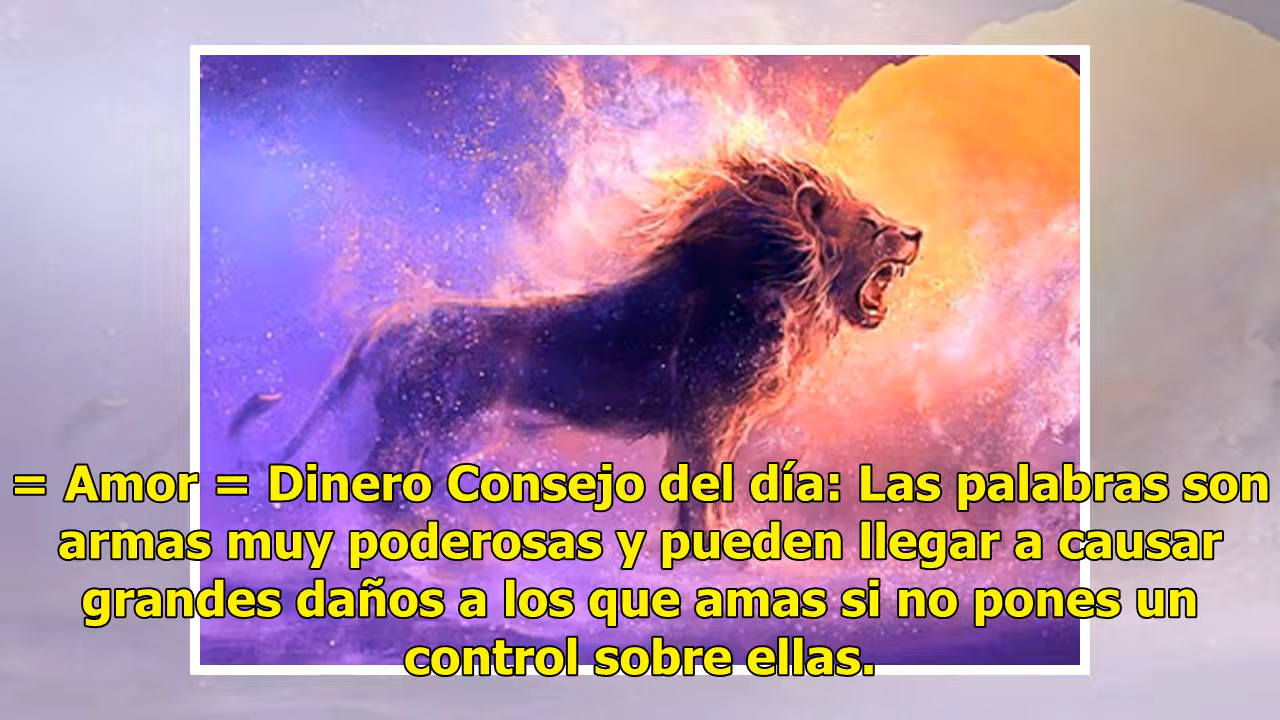 = Amor = Dinero Consejo del día: Las palabras son
armas muy poderosas y pueden llegar a causar
grandes daños a los que amas si no pones un
control sobre ellas.